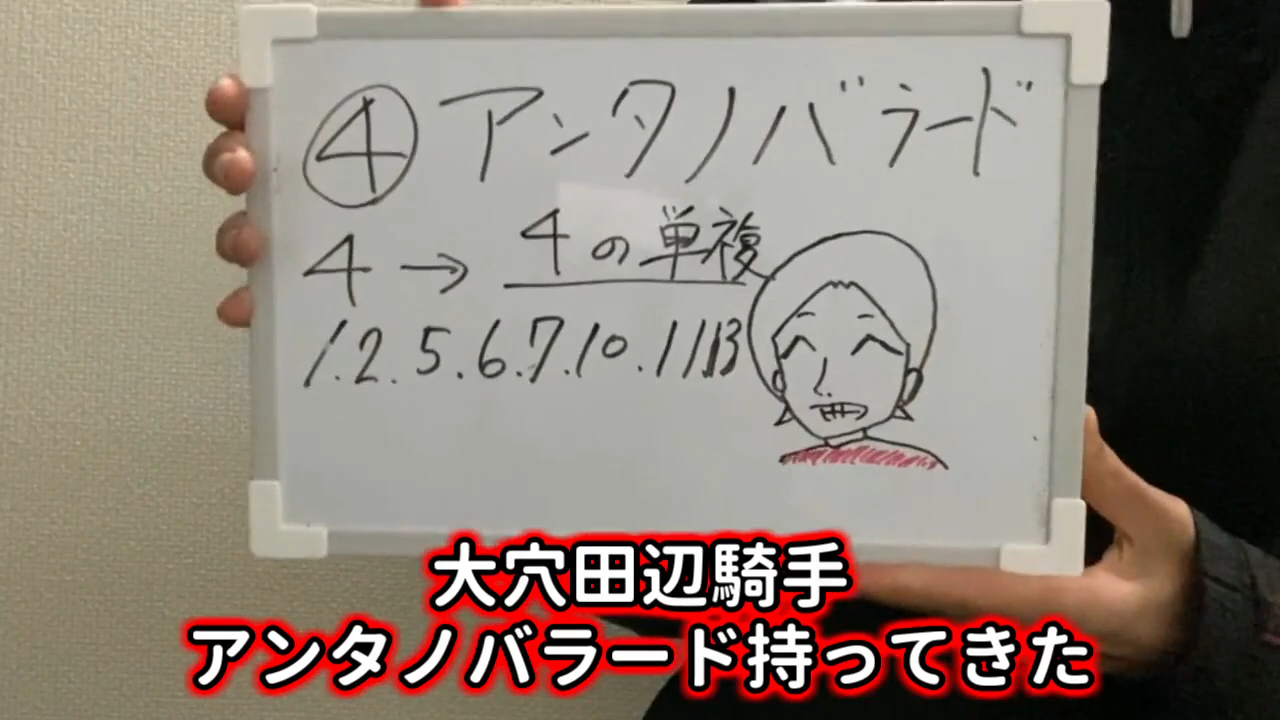 ④アンタノバラード
4→4の単複
1.2.5.6.7.10.11 13
大穴田辺騎手
アンタノバラード持ってきた